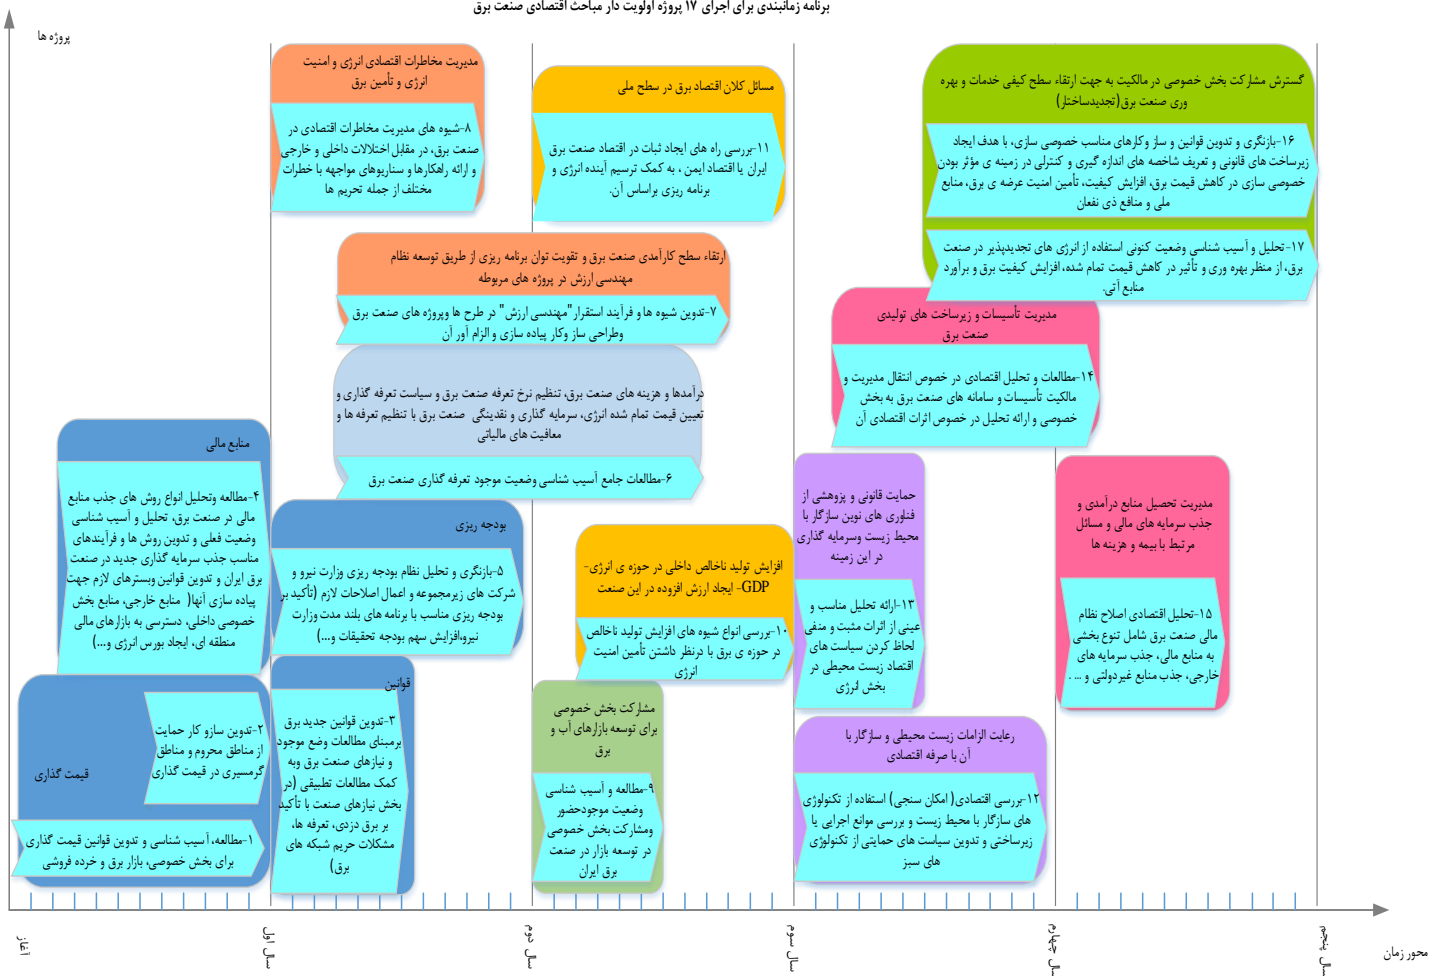 برنامه زمانبندی برای اجرای ۱۷ پروژه اولویت دار مباحث اقتصادی صنعت برق
پروژه ها
مدیریت مخاطرات اقتصادی انرژی و امنیت
انرژی و تأمین برق
۸-شیوه های مدیریت مخاطرات اقتصادی در
صنعت برق، در مقابل اختلالات داخلی و خارجی
و ارائه راهکارها و سناریوهای مواجهه با خطرات
مختلف از جمله تحریم ها
مسائل کلان اقتصاد برق در سطح ملی
۱۱-بررسی راه های ایجاد ثبات در اقتصاد صنعت برق
ایران یا اقتصاد ایمن ، به کمک ترسیم آینده انرژی و
برنامه ریزی براساس آن.
گسترش مشارکت بخش خصوصی در مالکیت به جهت ارتقاء سطح کیفی خدمات و بهره
وری صنعت برق(تجدیدساختار)
۱۶-بازنگری و تدوین قوانین و ساز وکارهای مناسب خصوصی سازی، با هدف ایجاد
زیرساخت های قانونی و تعریف شاخصه های اندازه گیری و کنترلی در زمینه ی مؤثر بودن
خصوصی سازی در کاهش قیمت برق، افزایش کیفیت، تأمین امنیت عرضه ی برق، منابع
ملی و منافع ذی نفعان
۱۷-تحلیل و آسیب شناسی وضعیت کنونی استفاده از انرژی های تجدیدپذیر در صنعت
برق، از منظر بهره وری و تأثیر در کاهش قیمت تمام شده، افزایش کیفیت برق و برآورد
منابع آتی.
ارتقاء سطح کارآمدی صنعت برق و تقویت توان برنامه ریزی از طریق توسعه نظام
مهندسی ارزش در پروژه های مربوطه
۷-تدوین شیوه ها و فرآیند استقرار"مهندسی ارزش" در طرح ها وپروژه های صنعت برق
وطراحی ساز وکار پیاده سازی و الزام آور آن
مدیریت تأسیسات و زیرساخت های تولیدی
صنعت برق
۱۴-مطالعات و تحلیل اقتصادی در خصوص انتقال مدیریت و
مالکیت تأسیسات و سامانه های صنعت برق به بخش
خصوصی و ارائه تحلیل در خصوص اثرات اقتصادی آن
درآمدها و هزینه های صنعت برق، تنظیم نرخ تعرفه صنعت برق و سیاست تعرفه گذاری و
تعیین قیمت تمام شده انرژی، سرمایه گذاری و نقدینگی صنعت برق با تنظیم تعرفه ها و
معافیت های مالیاتی
۶-مطالعات جامع آسیب شناسی وضعیت موجود تعرفه گذاری صنعت برق
منابع مالی
۴-مطالعه وتحلیل انواع روش های جذب منابع
مالی در صنعت برق، تحلیل و آسیب شناسی
وضعیت فعلی و تدوین روش ها و فرآیندهای
مناسب جذب سرمایه گذاری جدید در صنعت
برق ایران و تدوین قوانین وبسترهای لازم جهت
پیاده سازی آنها( منابع خارجی، منابع بخش
خصوصی داخلی، دسترسی به بازارهای مالی
منطقه ای، ایجاد بورس انرژی و...)
بودجه ریزی
۵-بازنگری و تحلیل نظام بودجه ریزی وزارت نیرو و
شرکت های زیرمجموعه و اعمال اصلاحات لازم (تأکید بر
بودجه ریزی مناسب با برنامه های بلند مدت وزارت
نیرو،افزایش سهم بودجه تحقیقات و...)
افزایش تولید ناخالص داخلی در حوزه ی انرژی-
GDP- ایجاد ارزش افزوده در این صنعت
۱۰-بررسی انواع شیوه های افزایش تولید ناخالص
در حوزه ی برق با درنظر داشتن تأمین امنیت
انرژی
حمایت قانونی و پژوهشی از
فناوری های نوین سازگار با
محیط زیست وسرمایه گذاری
در این زمینه
۱۳-ارائه تحلیل مناسب و
عینی از اثرات مثبت و منفی
لحاظ کردن سیاست های
اقتصاد زیست محیطی در
بخش انرژی
مدیریت تحصیل منابع درآمدی و
جذب سرمایه های مالی و مسائل
مرتبط با بیمه و هزینه ها
۱۵-تحلیل اقتصادی اصلاح نظام
مالی صنعت برق شامل تنوع بخشی
به منابع مالی، جذب سرمایه های
خارجی، جذب منابع غیردولتی و ... .
قیمت گذاری
۲-تدوین سازو کار حمایت
از مناطق محروم و مناطق
گرمسیری در قیمت گذاری
۱-مطالعه، آسیب شناسی و تدوین قوانین قیمت گذاری
برای بخش خصوصی، بازار برق و خرده فروشی
قوانین
۳-تدوین قوانین جدید برق
برمبنای مطالعات وضع موجود
و نیازهای صنعت برق وبه
کمک مطالعات تطبیقی (در
بخش نیازهای صنعت با تأکید
بر برق دزدی، تعرفه ها،
مشکلات حریم شبکه های
برق)
مشارکت بخش خصوصی
برای توسعه بازارهای آب و
برق
۹-مطالعه و آسیب شناسی
وضعیت موجودحضور
ومشارکت بخش خصوصی
در توسعه بازار در صنعت
برق ایران
رعایت الزامات زیست محیطی و سازگار با
آن با صرفه اقتصادی
۱۲-بررسی اقتصادی( امکان سنجی) استفاده از تکنولوژی
های سازگار با محیط زیست و بررسی موانع اجرایی یا
زیرساختی و تدوین سیاست های حمایتی از تکنولوژی
های سبز
آغاز
سال اول
سال دوم
سال سوم
سال چهارم
سال پنجم
محور زمان